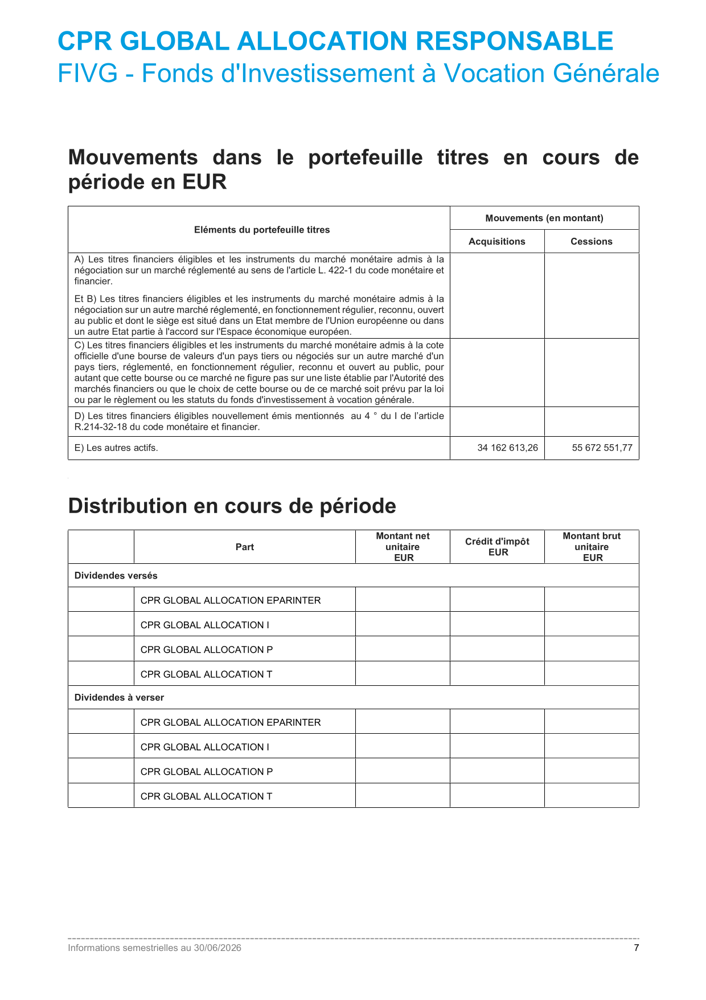 CPR GLOBAL ALLOCATION RESPONSABLE
FIVG - Fonds d'Investissement à Vocation Générale
Mouvements dans le portefeuille titres en cours de
période en EUR
Eléments du portefeuille titres
Mouvements (en montant)
Acquisitions
Cessions
A) Les titres financiers éligibles et les instruments du marché monétaire admis à la
négociation sur un marché réglementé au sens de l'article L. 422-1 du code monétaire et
financier.
Et B) Les titres financiers éligibles et les instruments du marché monétaire admis à la
négociation sur un autre marché réglementé, en fonctionnement régulier, reconnu, ouvert
au public et dont le siège est situé dans un Etat membre de l'Union européenne ou dans
un autre Etat partie à l'accord sur l'Espace économique européen.
C) Les titres financiers éligibles et les instruments du marché monétaire admis à la cote
officielle d'une bourse de valeurs d'un pays tiers ou négociés sur un autre marché d'un
pays tiers, réglementé, en fonctionnement régulier, reconnu et ouvert au public, pour
autant que cette bourse ou ce marché ne figure pas sur une liste établie par l'Autorité des
marchés financiers ou que le choix de cette bourse ou de ce marché soit prévu par la loi
ou par le règlement ou les statuts du fonds d'investissement à vocation générale.
D) Les titres financiers éligibles nouvellement émis mentionnés au 4 ° du I de l’article
R.214-32-18 du code monétaire et financier.
E) Les autres actifs.
34 162 613,26
55 672 551,77
Distribution en cours de période
Part
Montant net
unitaire
EUR
Crédit d'impôt
EUR
Montant brut
unitaire
EUR
Dividendes versés
CPR GLOBAL ALLOCATION EPARINTER
CPR GLOBAL ALLOCATION I
CPR GLOBAL ALLOCATION P
CPR GLOBAL ALLOCATION T
Dividendes à verser
CPR GLOBAL ALLOCATION EPARINTER
CPR GLOBAL ALLOCATION I
CPR GLOBAL ALLOCATION P
CPR GLOBAL ALLOCATION T
Informations semestrielles au 30/06/2026
7